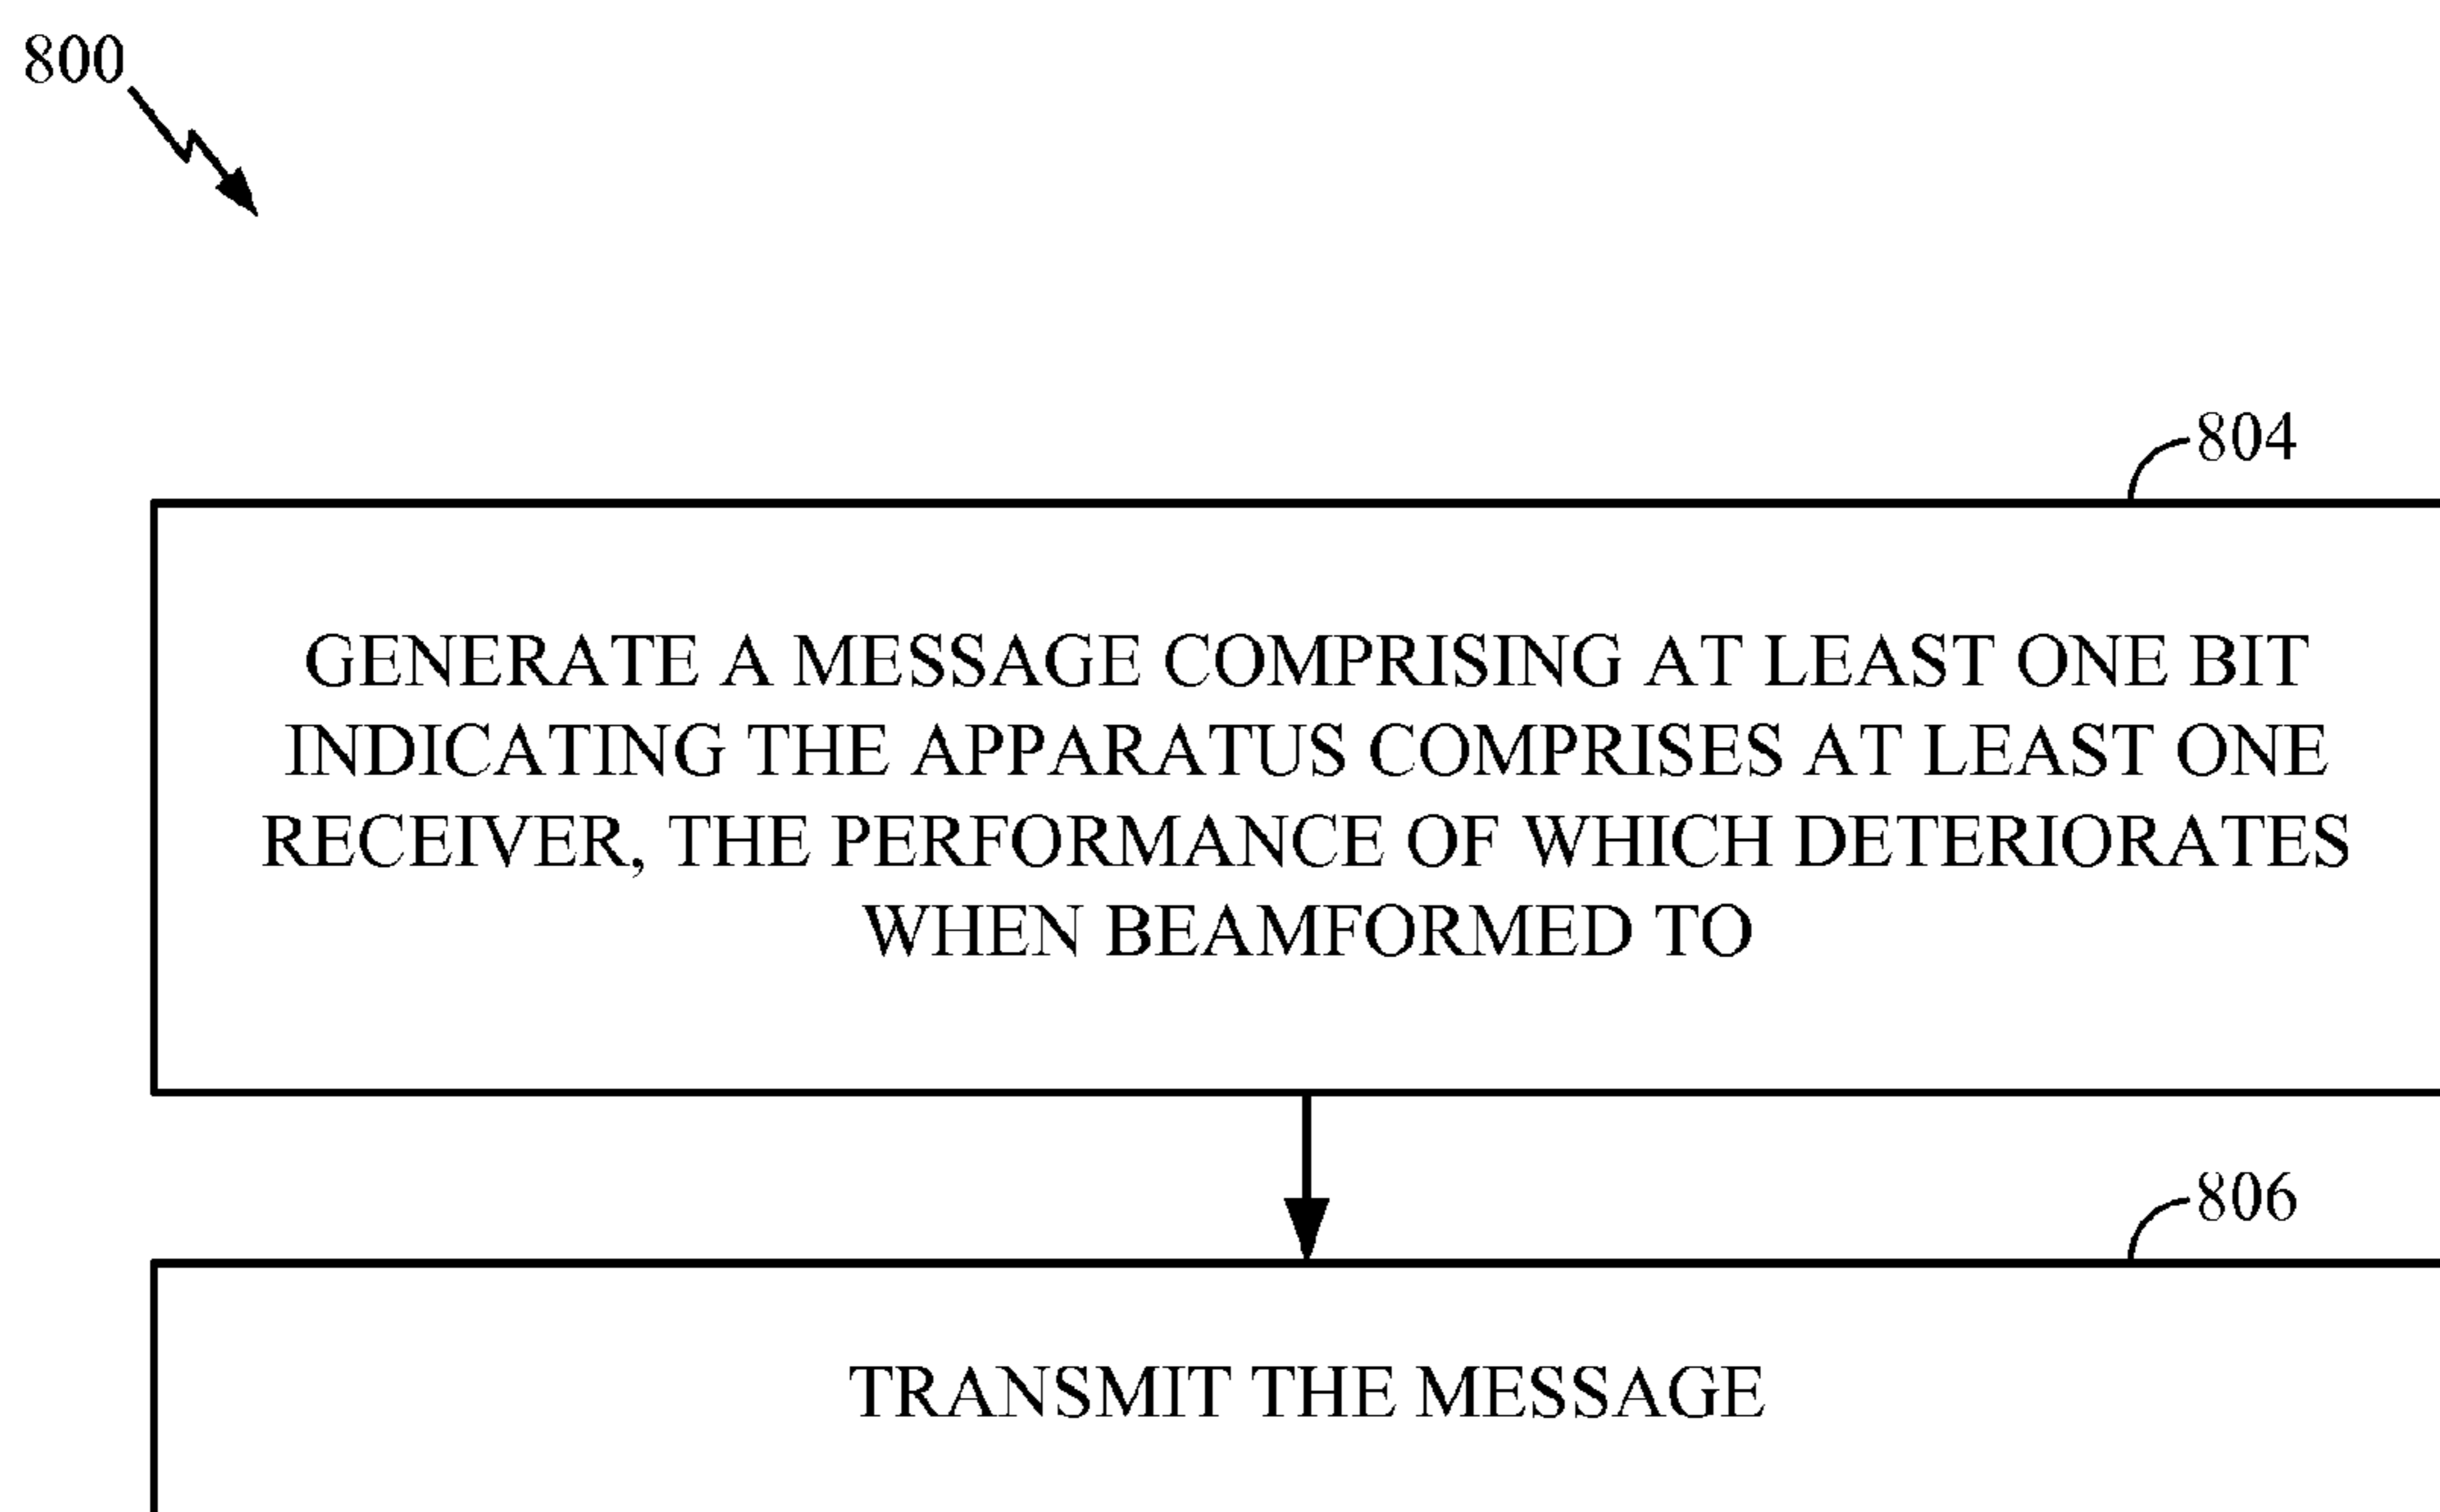 800
804
GENERATE A MESSAGE COMPRISING AT LEAST ONE BIT
INDICATING THE APPARATUS COMPRISES AT LEAST ONE
RECEIVER, THE PERFORMANCE OF WHICH DETERIORATES
WHEN BEAMFORMED TO
806
TRANSMIT THE MESSAGE